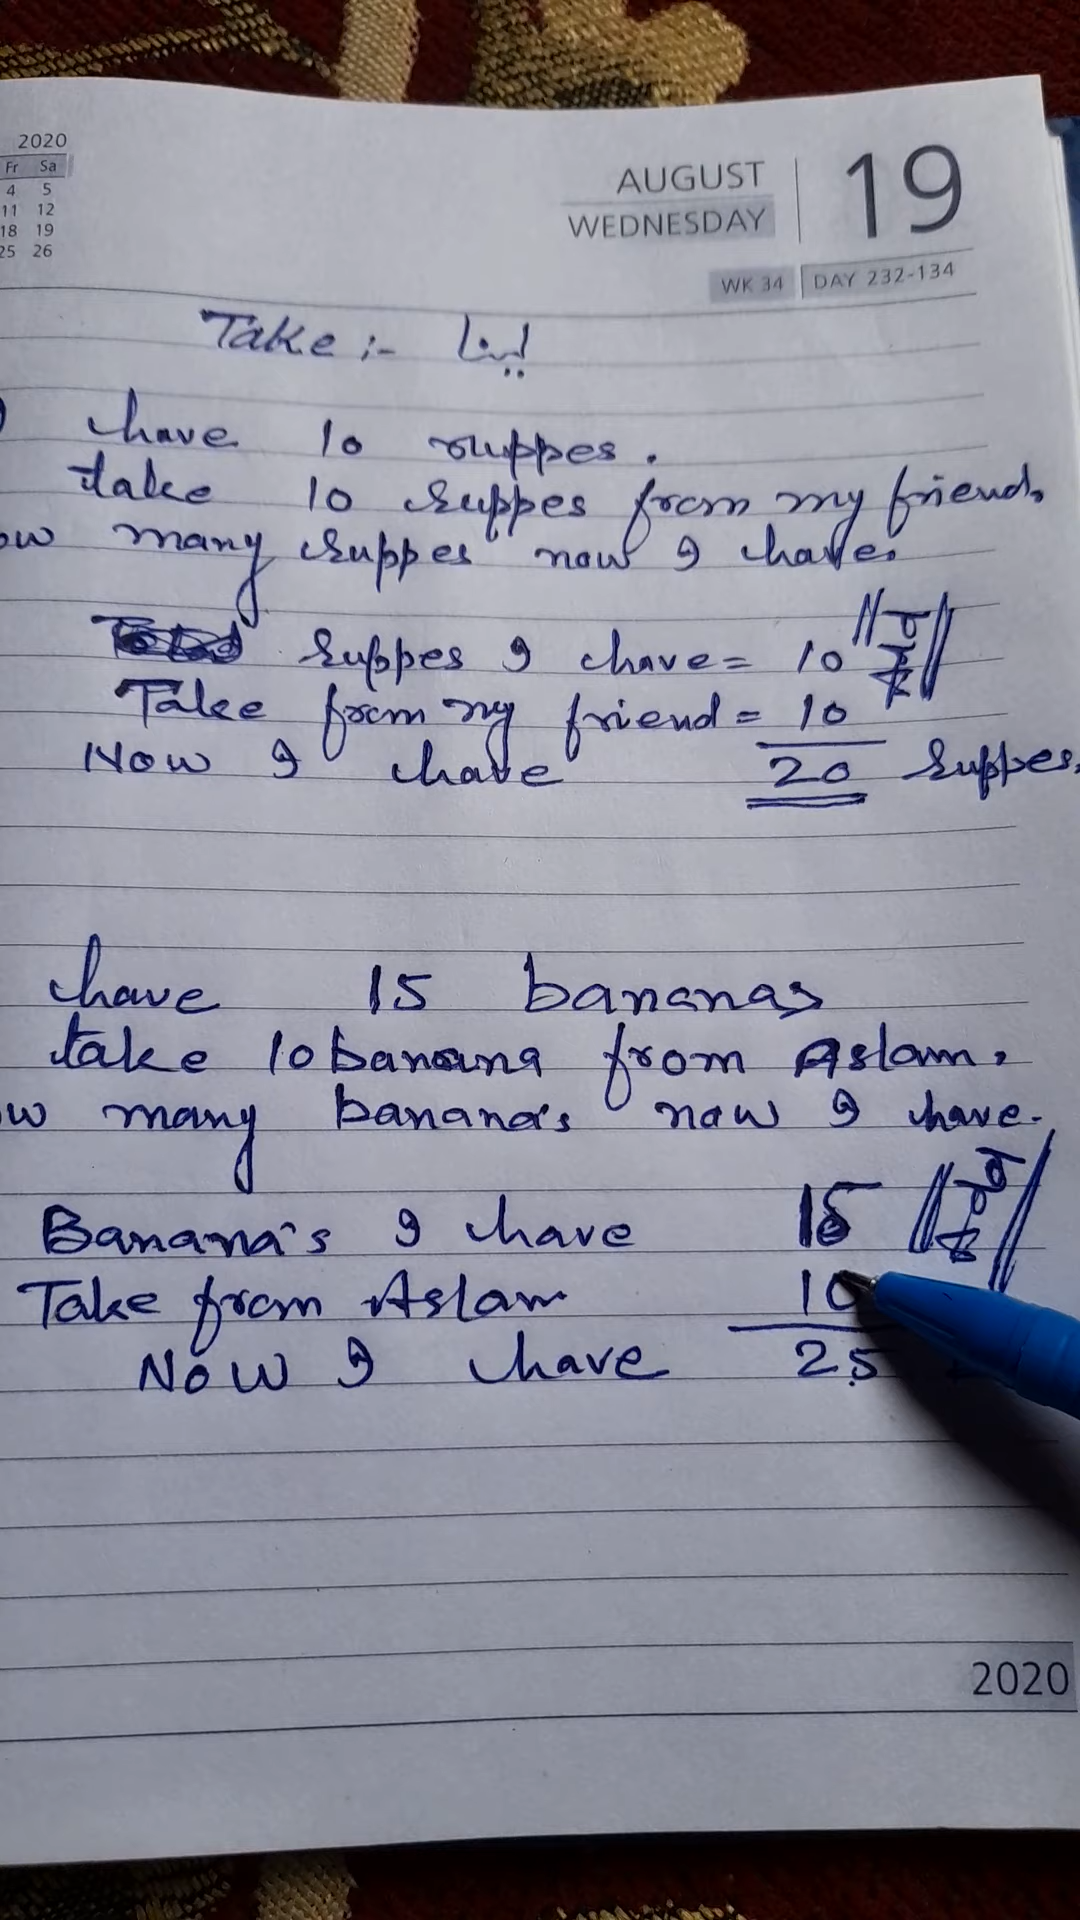 2020
Fr Sa
4 5
11 12
18 19
25 26
AUGUST
WEDNESDAY
19
WK 34 DAY 232-134
Take :- لینا
have 10 ruppes.
take 10 ruppes from my friend.
ow many ruppes now I have.
ruppes I have = 10
Take from my friend = 10
Now I have 20 ruppes.
have 15 bananas
take 10 banana from Aslam.
ow many banana's now I have.
Banana's I have 15
Take from Aslam 10
Now I have 25
2020